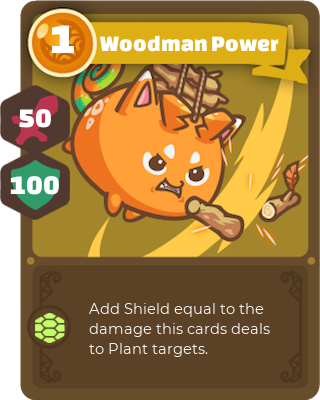 1
Woodman Power
50
100
Add Shield equal to the
damage this cards deals
to Plant targets.